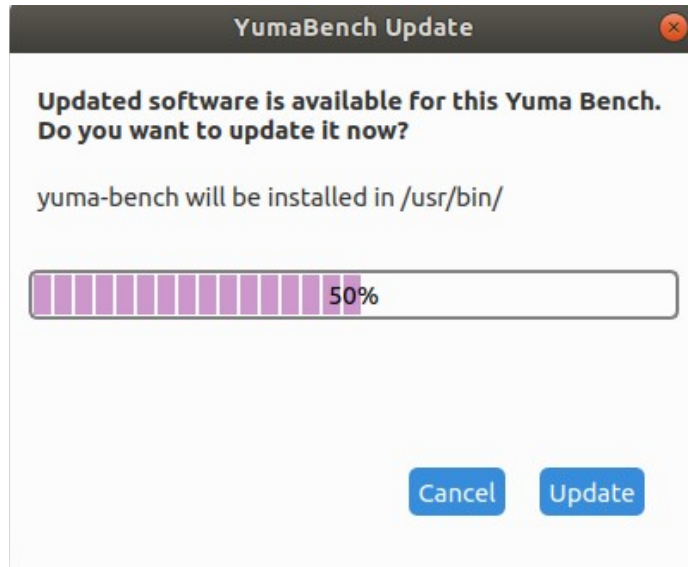 YumaBench Update
Updated software is available for this Yuma Bench.
Do you want to update it now?
yuma-bench will be installed in /usr/bin/
50%
Cancel Update